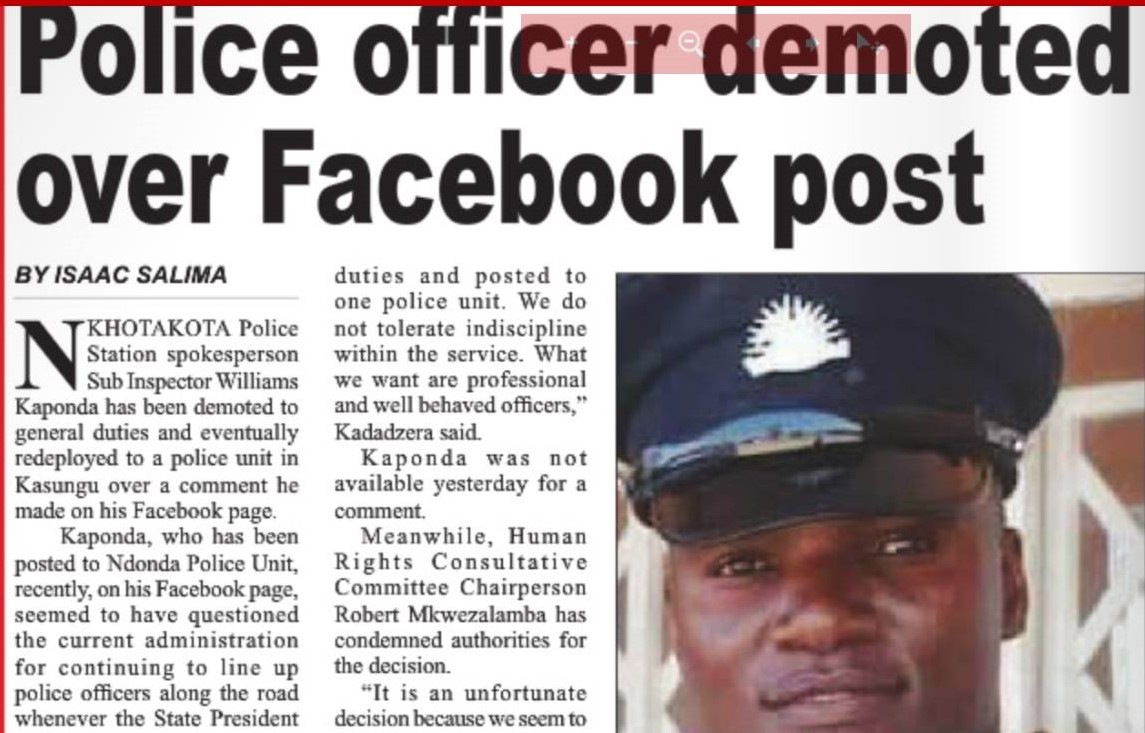 Police officer demoted
over Facebook post
BY ISAAC SALIMA
NKHOTAKOTA Police
Station spokesperson
Sub Inspector Williams
Kaponda has been demoted to
general duties and eventually
redeployed to a police unit in
Kasungu over a comment he
made on his Facebook page.
Kaponda, who has been
posted to Ndonda Police Unit,
recently, on his Facebook page,
seemed to have questioned
the current administration
for continuing to line up
police officers along the road
whenever the State President
duties and posted to
one police unit. We do
not tolerate indiscipline
within the service. What
we want are professional
and well behaved officers,”
Kadadzera said.
Kaponda was not
available yesterday for a
comment.
Meanwhile, Human
Rights Consultative
Committee Chairperson
Robert Mkwezalamba has
condemned authorities for
the decision.
“It is an unfortunate
decision because we seem to